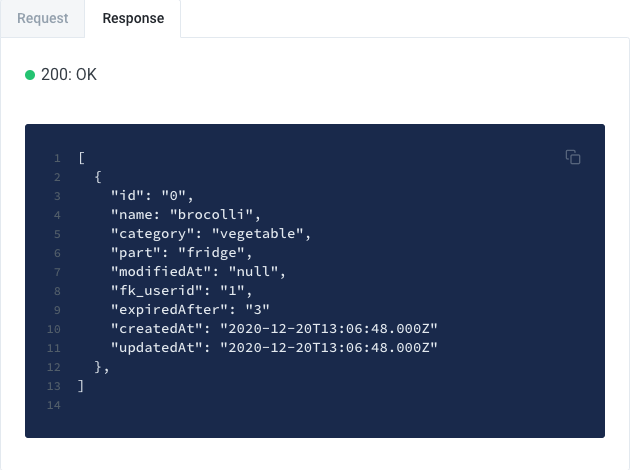 Request Response
200: OK
1 [
2 {
3 "id": "0",
4 "name: "brocolli",
5 "category": "vegetable",
6 "part": "fridge",
7 "modifiedAt": "null",
8 "fk_userid": "1",
9 "expiredAfter": "3"
10 "createdAt": "2020-12-20T13:06:48.000Z"
11 "updatedAt": "2020-12-20T13:06:48.000Z"
12 },
13 ]
14